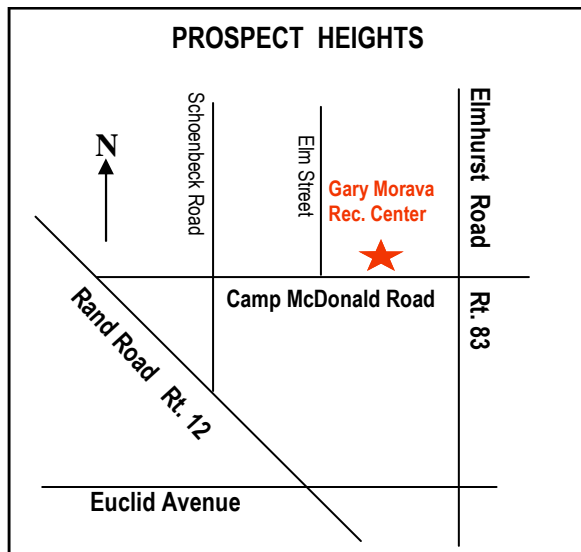 PROSPECT HEIGHTS
N
Schoenbeck Road
Elm Street
Elmhurst Road
Gary Morava
Rec. Center
Camp McDonald Road
Rt. 83
Rand Road Rt. 12
Euclid Avenue